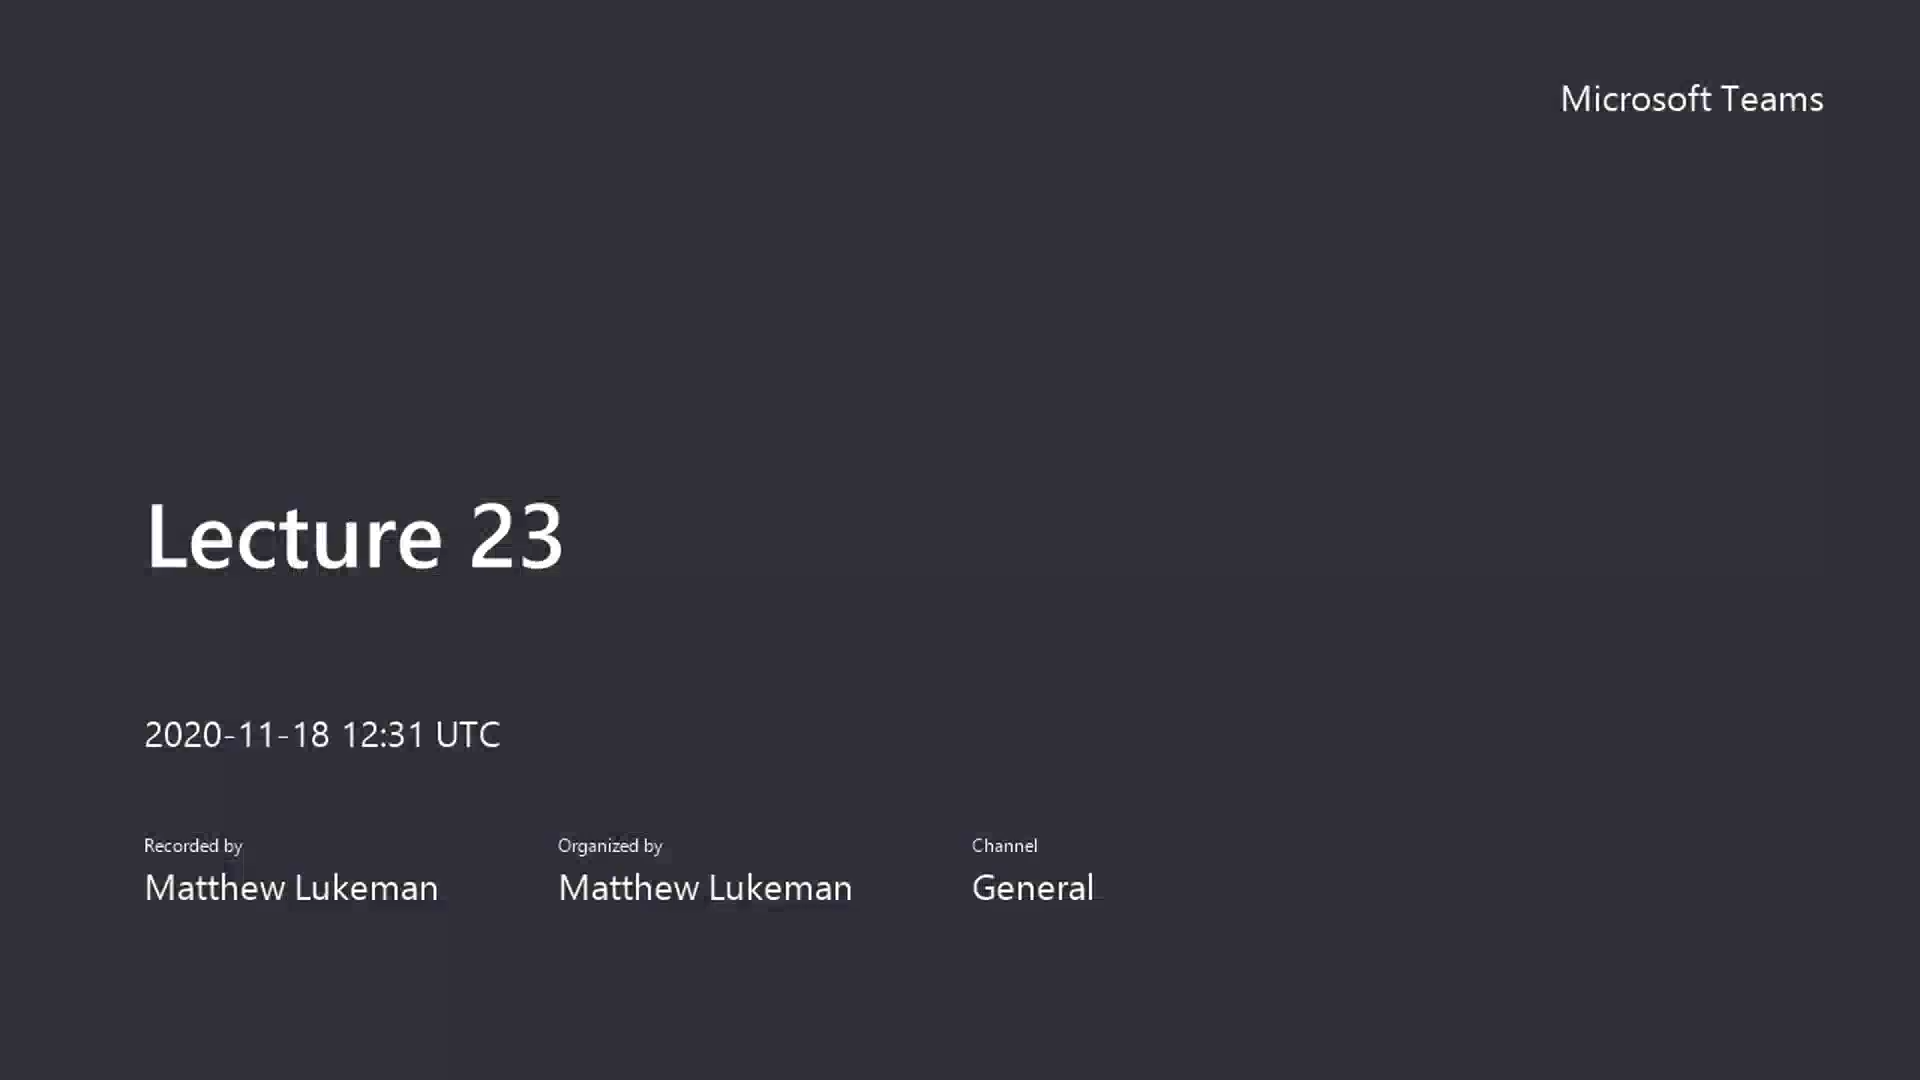 Microsoft Teams
Lecture 23
2020-11-18 12:31 UTC
Recorded by
Matthew Lukeman
Organized by
Matthew Lukeman
Channel
General